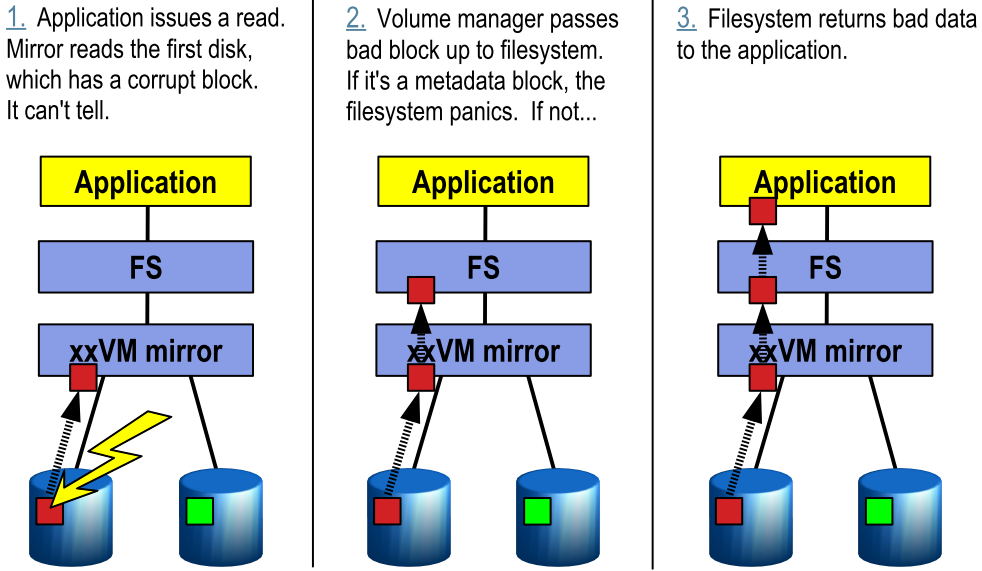 1. Application issues a read.
Mirror reads the first disk,
which has a corrupt block.
It can't tell.
Application
FS
xxVM mirror
2. Volume manager passes
bad block up to filesystem.
If it's a metadata block, the
filesystem panics. If not...
Application
FS
xxVM mirror
3. Filesystem returns bad data
to the application.
Application
FS
xxVM mirror